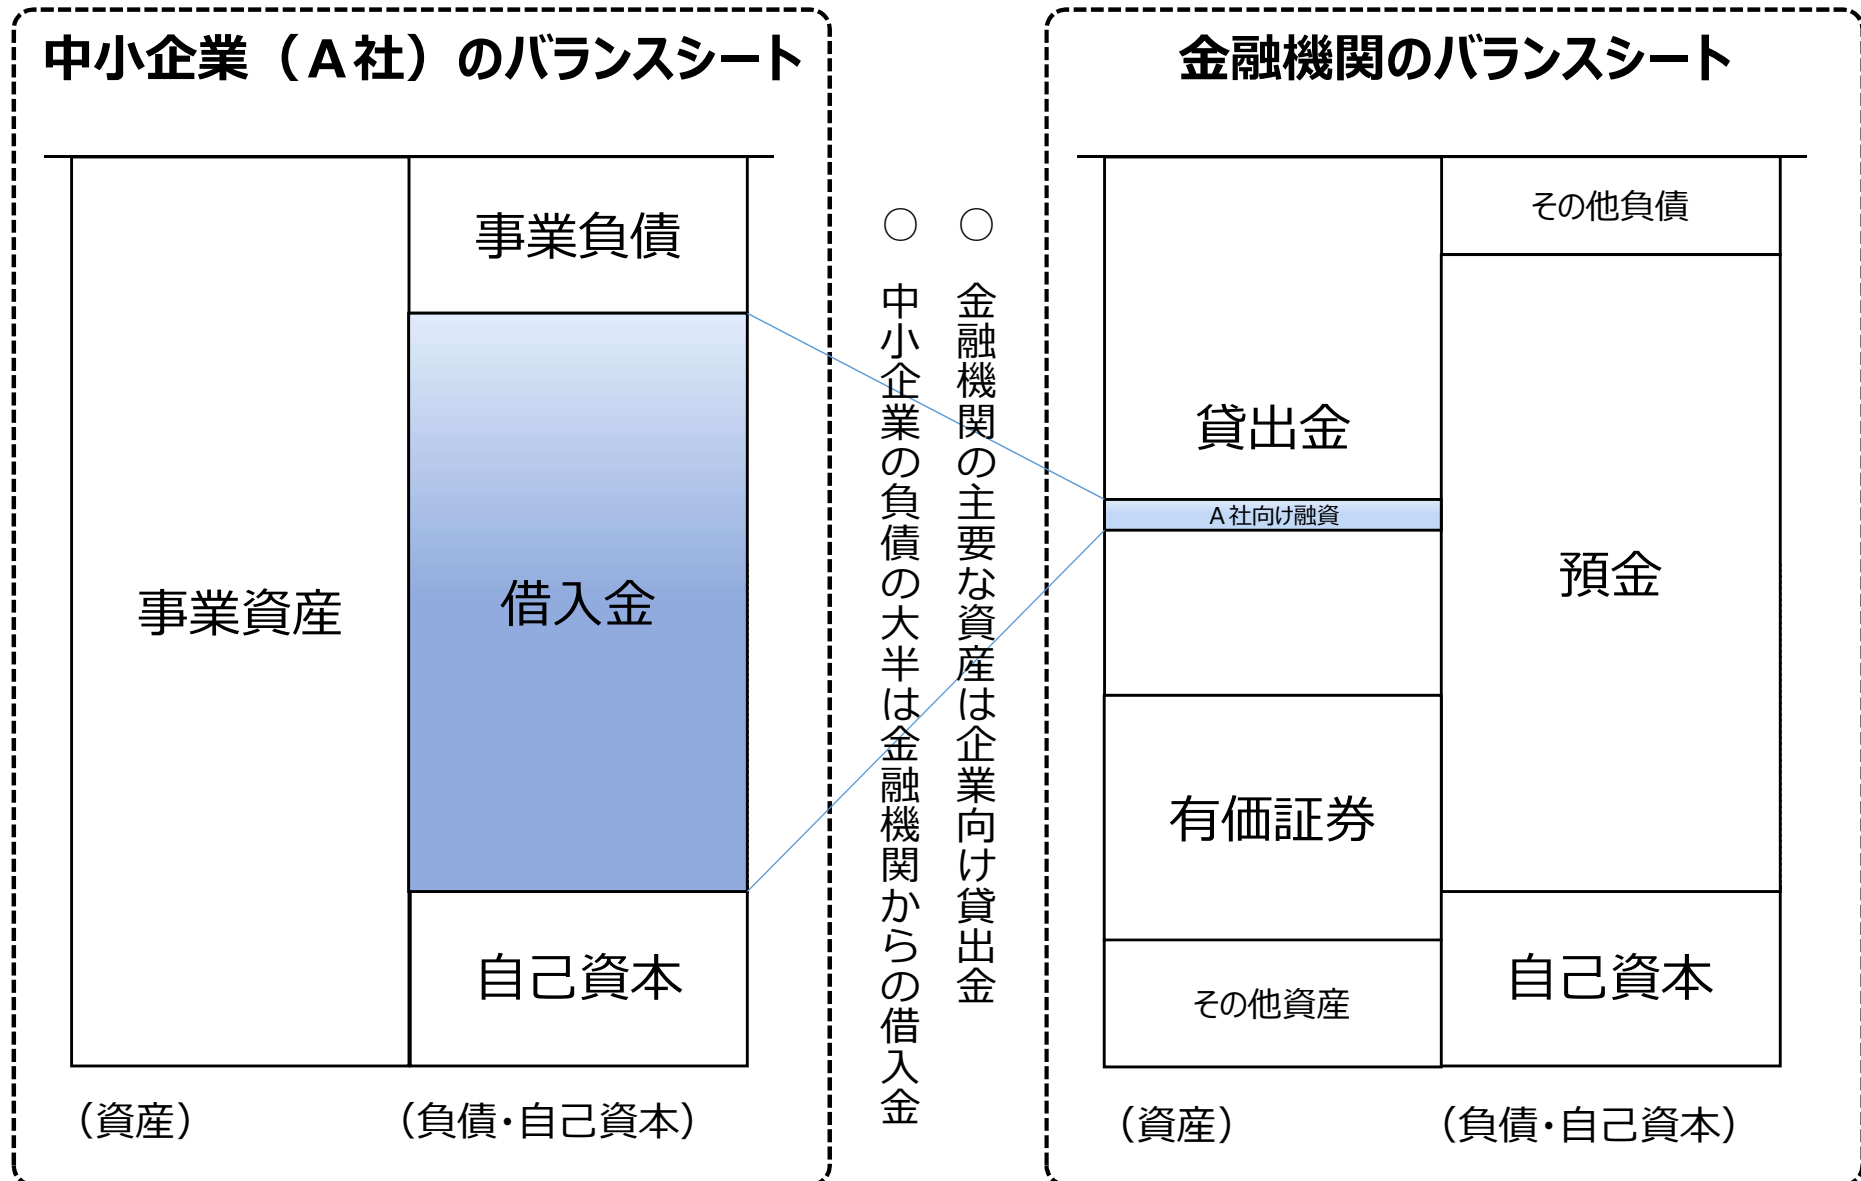 中小企業（A社）のバランスシート
事業資産
事業負債
借入金
自己資本
（資産）
（負債・自己資本）
○　金融機関の主要な資産は企業向け貸出金
○　中小企業の負債の大半は金融機関からの借入金
金融機関のバランスシート
貸出金
A社向け融資
有価証券
その他資産
その他負債
預金
自己資本
（資産）
（負債・自己資本）